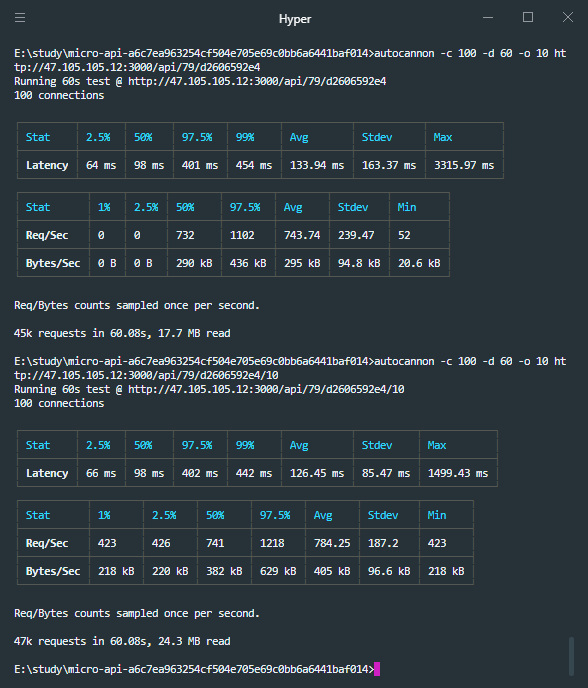 Hyper
E:\study\micro-api-a6c7ea963254cf504e705e69c0bb6a6441baf014>autocannon -c 100 -d 60 -o 10 ht
tp://47.105.105.12:3000/api/79/d2606592e4
Running 60s test @ http://47.105.105.12:3000/api/79/d2606592e4
100 connections
Stat 2.5% 50% 97.5% 99% Avg Stdev Max
Latency 64 ms 98 ms 401 ms 454 ms 133.94 ms 163.37 ms 3315.97 ms
Stat 1% 2.5% 50% 97.5% Avg Stdev Min
Req/Sec 0 0 732 1102 743.74 239.47 52
Bytes/Sec 0 B 0 B 290 kB 436 kB 295 kB 94.8 kB 20.6 kB
Req/Bytes counts sampled once per second.
45k requests in 60.08s, 17.7 MB read
E:\study\micro-api-a6c7ea963254cf504e705e69c0bb6a6441baf014>autocannon -c 100 -d 60 -o 10 ht
tp://47.105.105.12:3000/api/79/d2606592e4/10
Running 60s test @ http://47.105.105.12:3000/api/79/d2606592e4/10
100 connections
Stat 2.5% 50% 97.5% 99% Avg Stdev Max
Latency 66 ms 98 ms 402 ms 442 ms 126.45 ms 85.47 ms 1499.43 ms
Stat 1% 2.5% 50% 97.5% Avg Stdev Min
Req/Sec 423 426 741 1218 784.25 187.2 423
Bytes/Sec 218 kB 220 kB 382 kB 629 kB 405 kB 96.6 kB 218 kB
Req/Bytes counts sampled once per second.
47k requests in 60.08s, 24.3 MB read
E:\study\micro-api-a6c7ea963254cf504e705e69c0bb6a6441baf014>